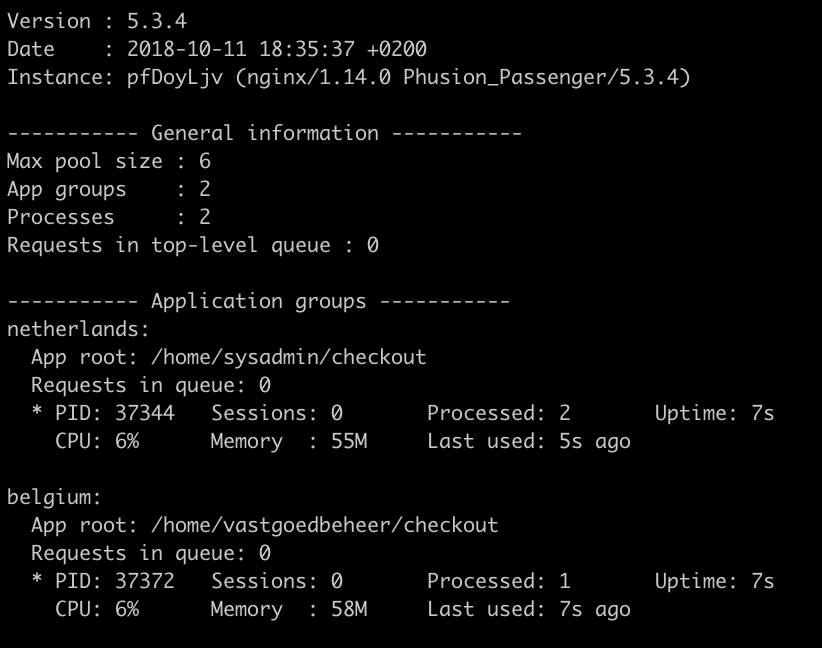 Version : 5.3.4
Date    : 2018-10-11 18:35:37 +0200
Instance: pfDoyLjv (nginx/1.14.0 Phusion_Passenger/5.3.4)

----------- General information -----------
Max pool size : 6
App groups    : 2
Processes     : 2
Requests in top-level queue : 0

----------- Application groups -----------
netherlands:
  App root: /home/sysadmin/checkout
  Requests in queue: 0
  * PID: 37344   Sessions: 0       Processed: 2       Uptime: 7s
    CPU: 6%      Memory  : 55M     Last used: 5s ago

belgium:
  App root: /home/vastgoedbeheer/checkout
  Requests in queue: 0
  * PID: 37372   Sessions: 0       Processed: 1       Uptime: 7s
    CPU: 6%      Memory  : 58M     Last used: 7s ago